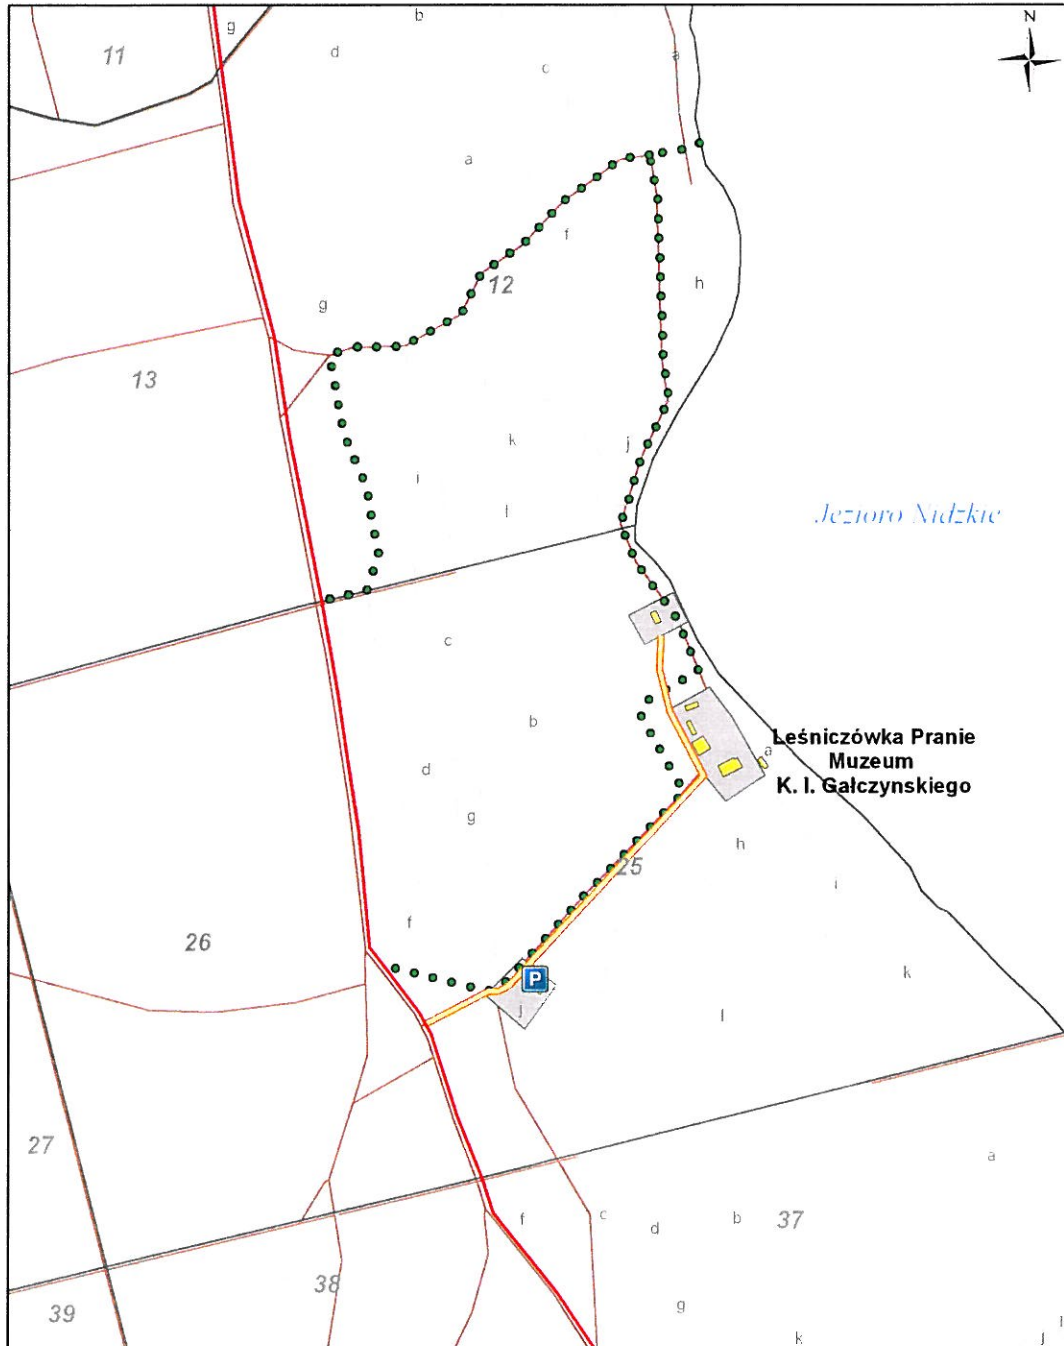 b
g
N
11
d
a
c
a
f
12
h
g
13
k
j
i
l
Jezioro Nidzkie
c
b
Leśniczówka Pranie
a
Muzeum
d
K. I. Gałczynskiego
g
h
25
i
f
26
k
P
j
l
27
a
f
c
b
37
d
38
g
39
k
j